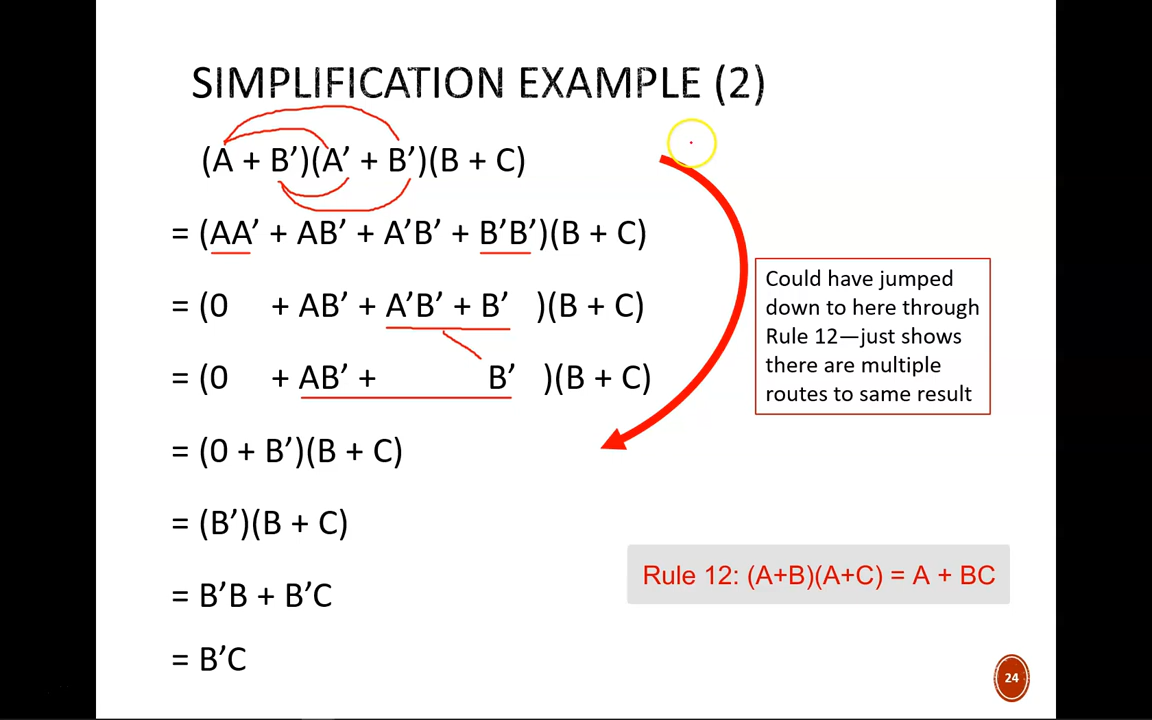 SIMPLIFICATION EXAMPLE (2)
(A + B’)(A’ + B’)(B + C)
= (AA’ + AB’ + A’B’ + B’B’)(B + C)
= (0 + AB’ + A’B’ + B’ )(B + C)
= (0 + AB’ + B’ )(B + C)
= (0 + B’)(B + C)
= (B’)(B + C)
= B’B + B’C
= B’C
Could have jumped
down to here through
Rule 12—just shows
there are multiple
routes to same result
Rule 12: (A+B)(A+C) = A + BC
24